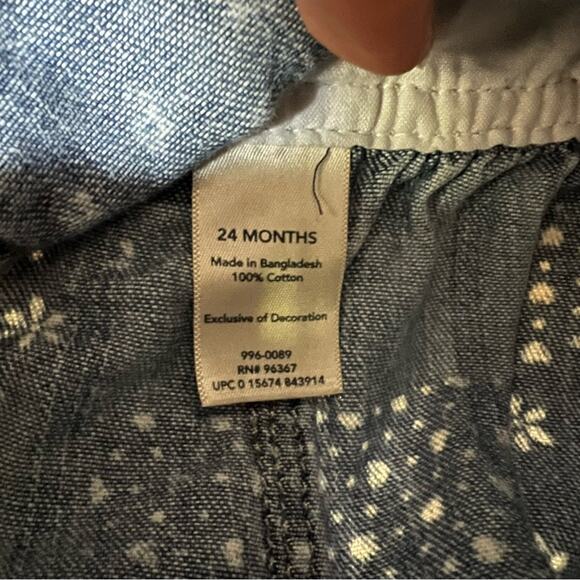 24 MONTHS
Made in Bangladesh
100% Cotton
Exclusive of Decoration
996-0089
RN# 96367
UPC 0 15674 843914